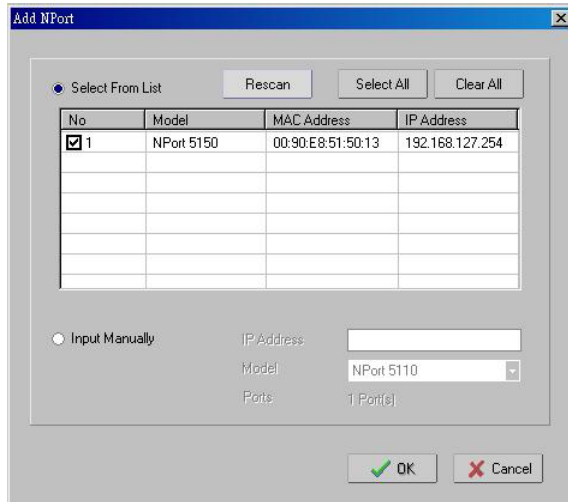 Add NPort
Select From List Rescan Select All Clear All
No Model MAC Address IP Address
1 NPort 5150 00:90:E8:51:50:13 192.168.127.254
Input Manually IP Address
Model NPort 5110
Ports 1 Port(s)
OK Cancel